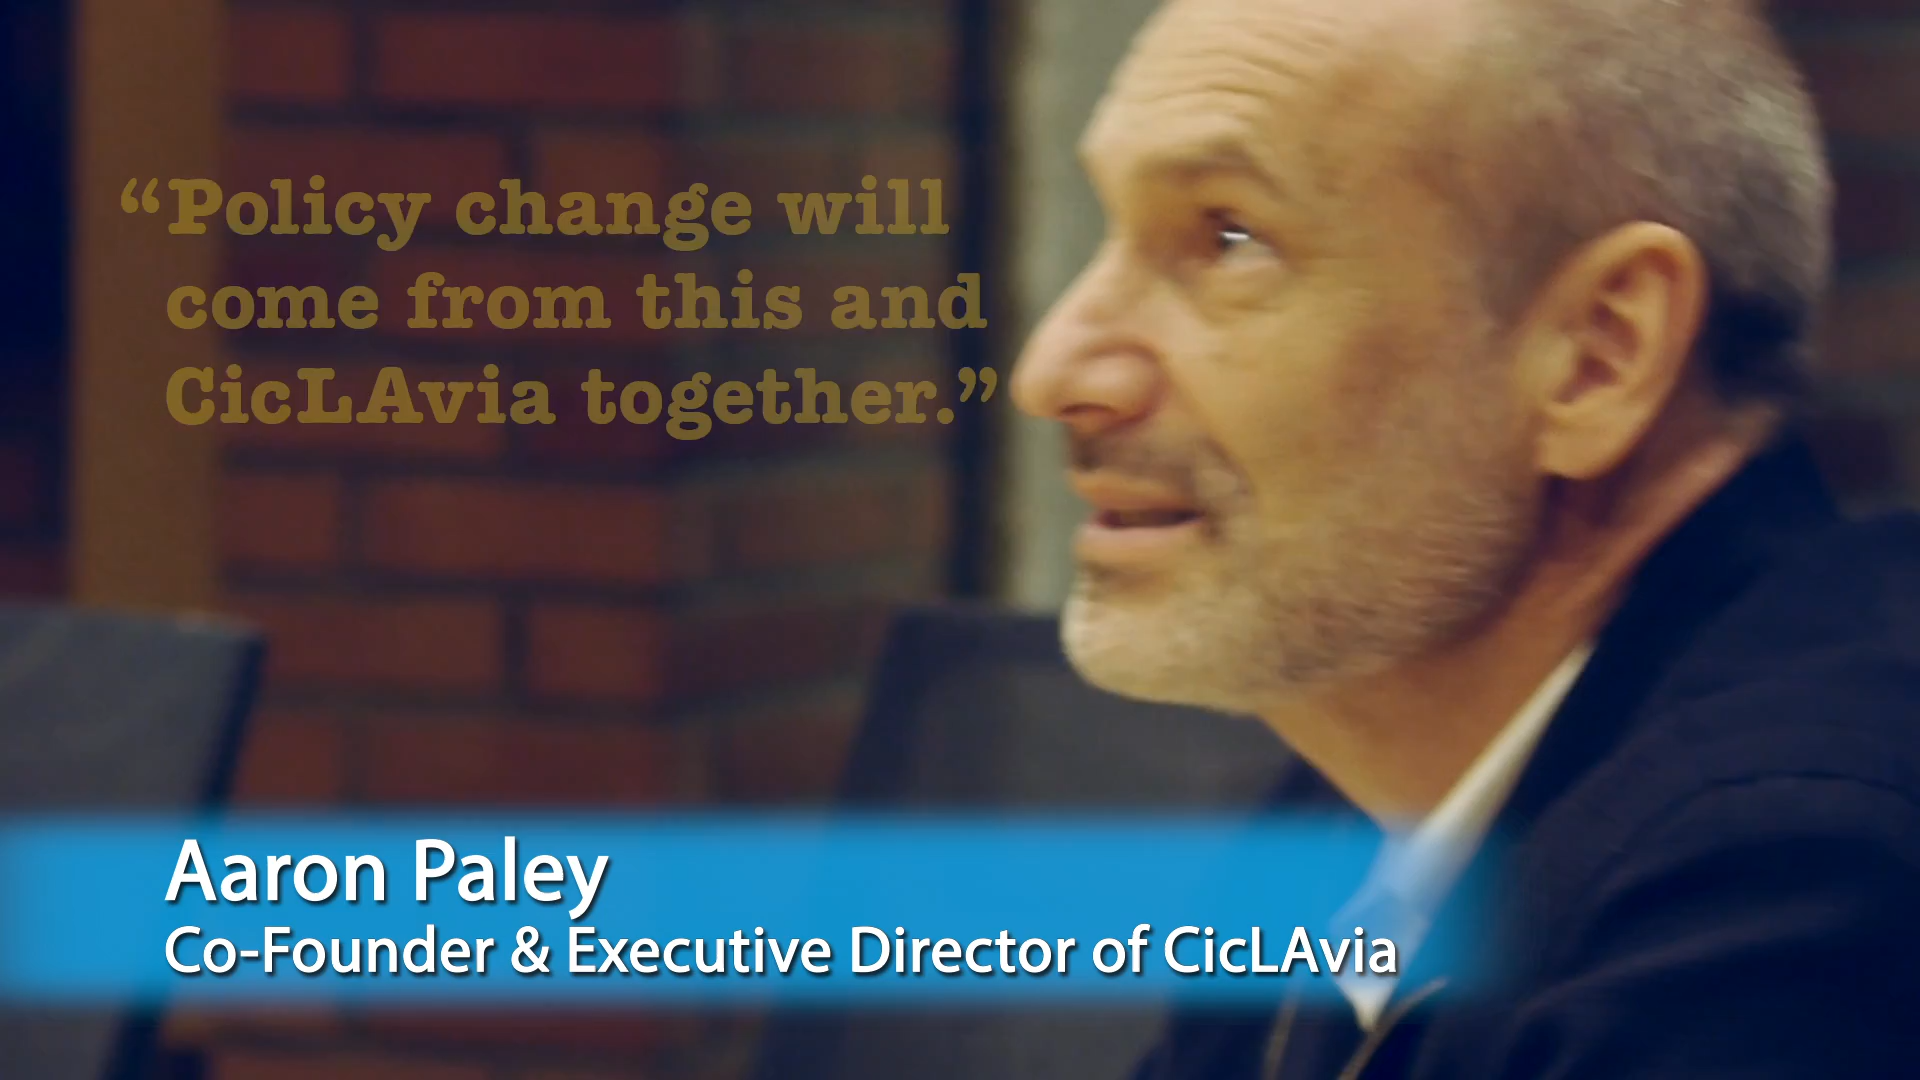 “Policy change will
come from this and
CicLAvia together.”
Aaron Paley
Co-Founder & Executive Director of CicLAvia